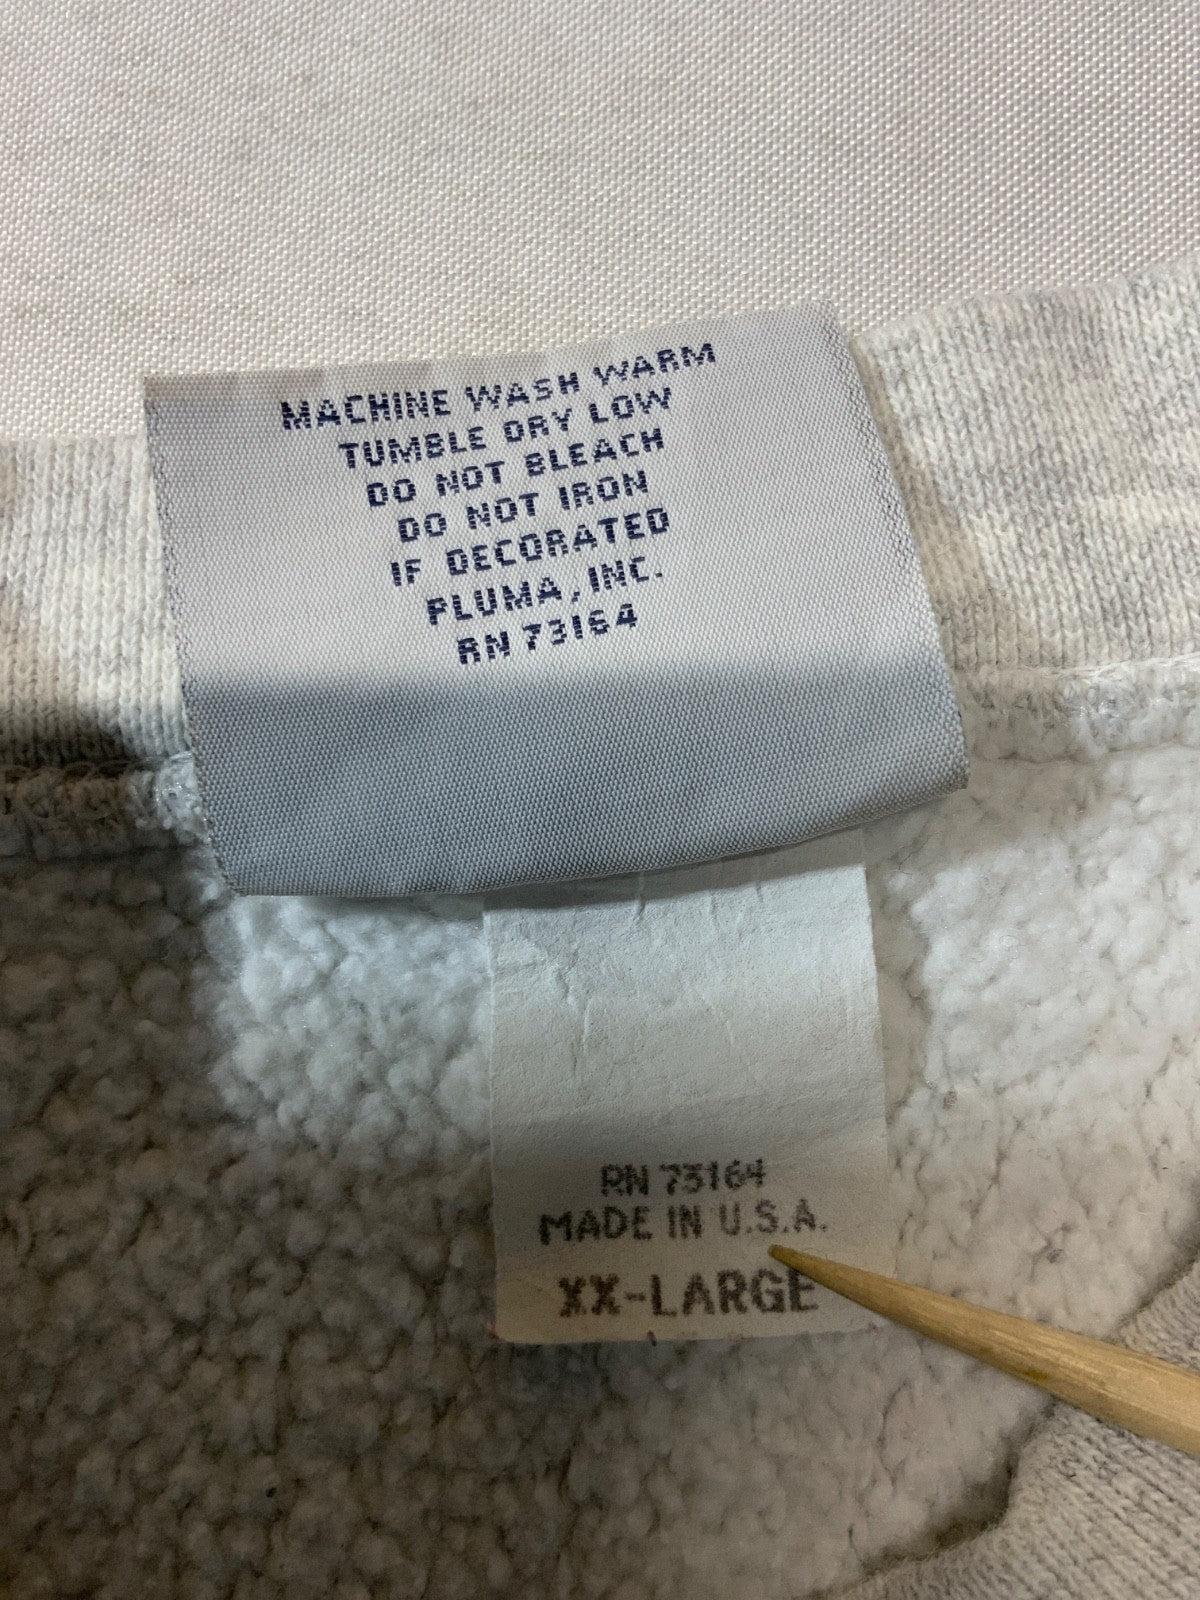 MACHINE WASH WARM
TUMBLE DRY LOW
DO NOT BLEACH
DO NOT IRON
IF DECORATED
PLUMA, INC.
RN 73164
RN 73164
MADE IN U.S.A.
XX-LARGE